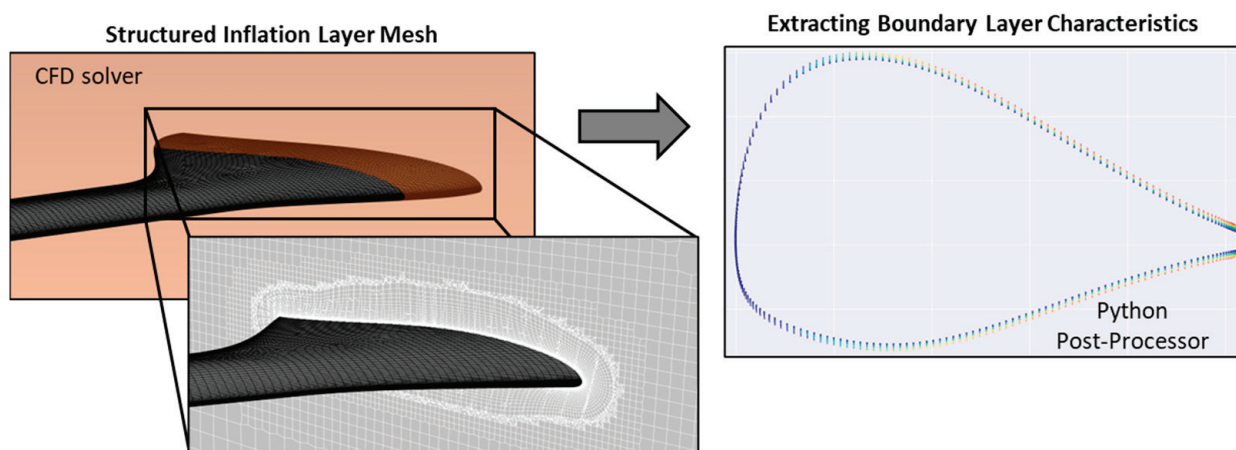 Structured Inflation Layer Mesh
CFD solver
Extracting Boundary Layer Characteristics
Python
Post-Processor